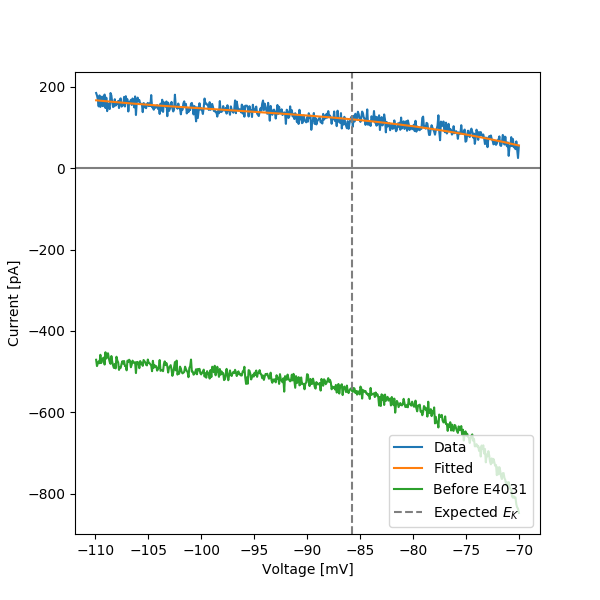 200
0
−200
−400
−600
−800
Current [pA]
Data
Fitted
Before E4031
Expected E_K
−110 −105 −100 −95 −90 −85 −80 −75 −70
Voltage [mV]